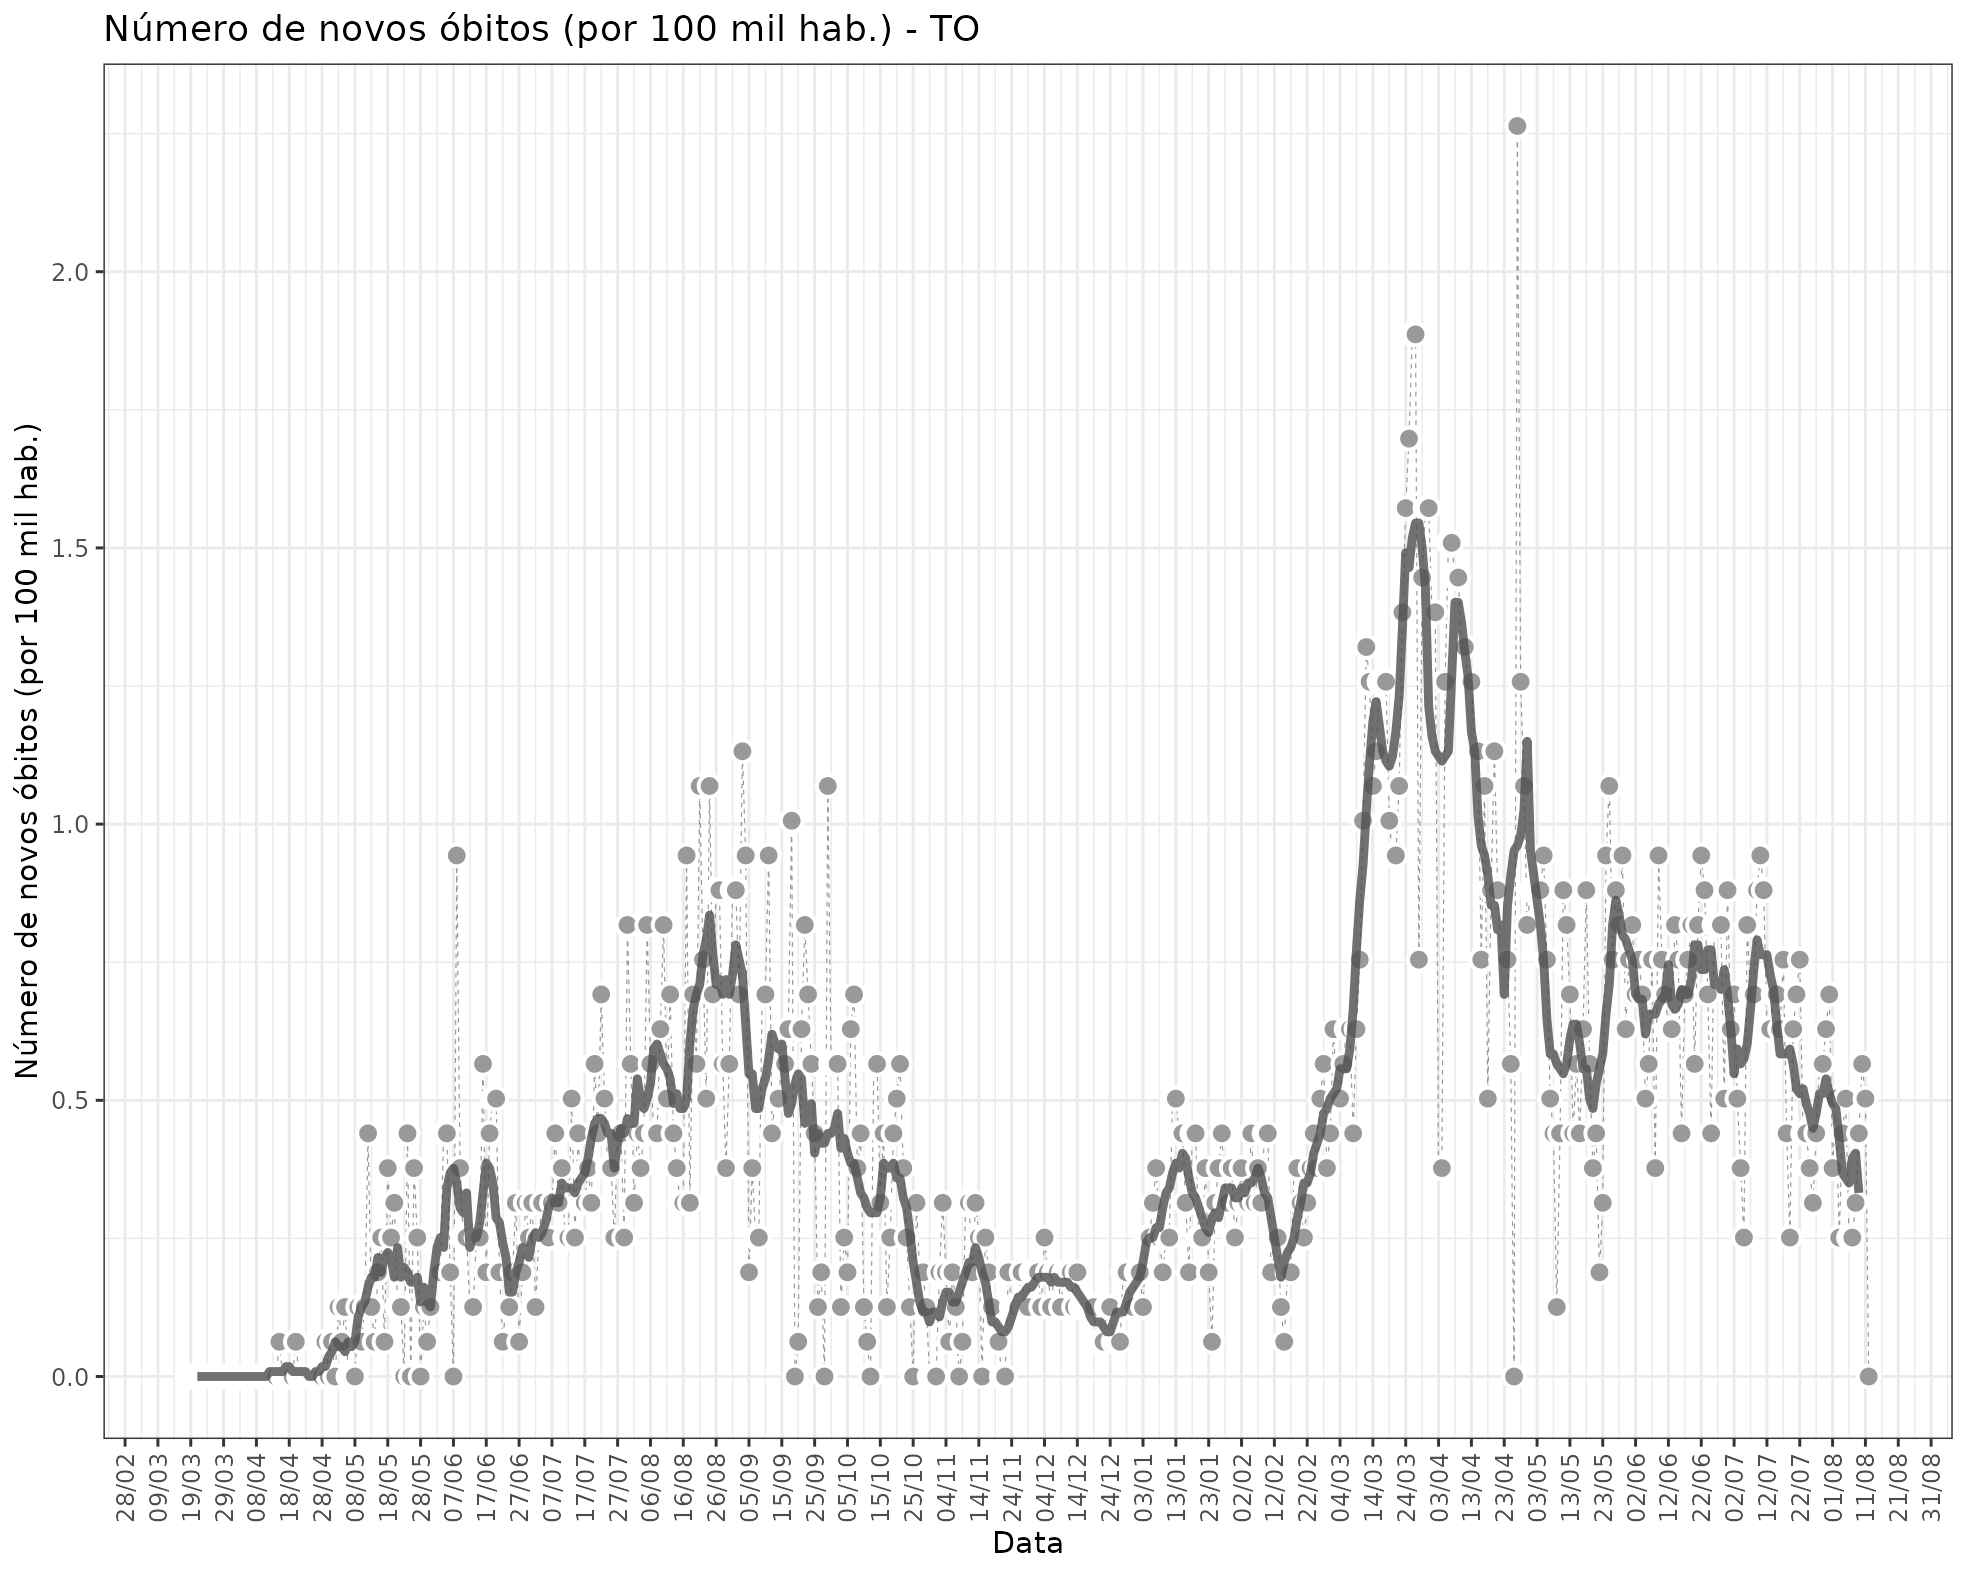 Número de novos óbitos (por 100 mil hab.) - TO
Número de novos óbitos (por 100 mil hab.)
2.0
1.5
1.0
0.5
0.0
28/02 09/03 19/03 29/03 08/04 18/04 28/04 08/05 18/05 28/05 07/06 17/06 27/06 07/07 17/07 27/07 06/08 16/08 26/08 05/09 15/09 25/09 05/10 15/10 25/10 04/11 14/11 24/11 04/12 14/12 24/12 03/01 13/01 23/01 02/02 12/02 22/02 04/03 14/03 24/03 03/04 13/04 23/04 03/05 13/05 23/05 02/06 12/06 22/06 02/07 12/07 22/07 01/08 11/08 21/08 31/08
Data